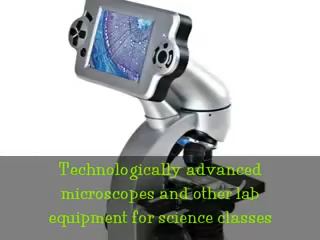 Technologically advanced
microscopes and other lab
equipment for science classes